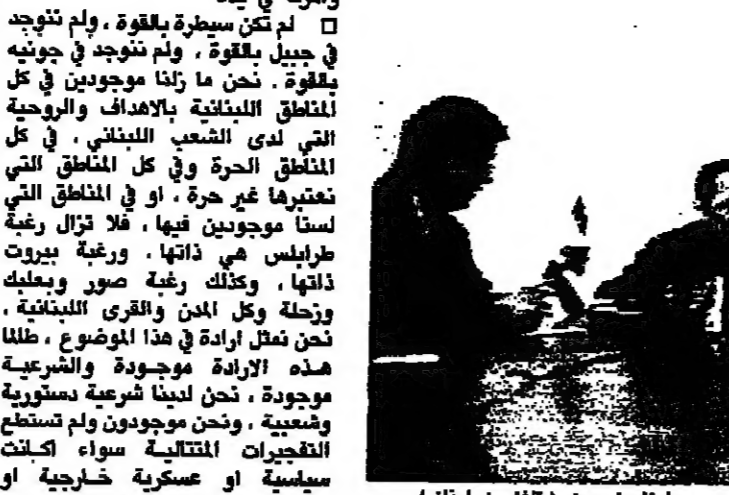 □ لم تكن سيطرة بالقوة ، ولم نتوجد
في جبيل بالقوة ، ولم نتوجد في جونيه
بالقوة . نحن ما زلنا موجودين في كل
المناطق اللبنانية بالاهداف والروحية
التي لدى الشعب اللبناني ، في كل
المناطق الحرة وفي كل المناطق التي
نعتبرها غير حرة ، او في المناطق التي
لسنا موجودين فيها ، فلا تزال رغبة
طرابلس هي ذاتها ، ورغبة بيروت
ذاتها ، وكذلك رغبة صور وبعلبك
وزحلة وكل المدن والقرى اللبنانية ،
نحن نمثل ارادة في هذا الموضوع ، طالما
هذه الارادة موجودة والشرعية
موجودة ، نحن لدينا شرعية دستورية
وشعبية ، ونحن موجودون ولم تستطع
التفجيرات المتتالية سواء اكانت
سياسية او عسكرية خارجية او